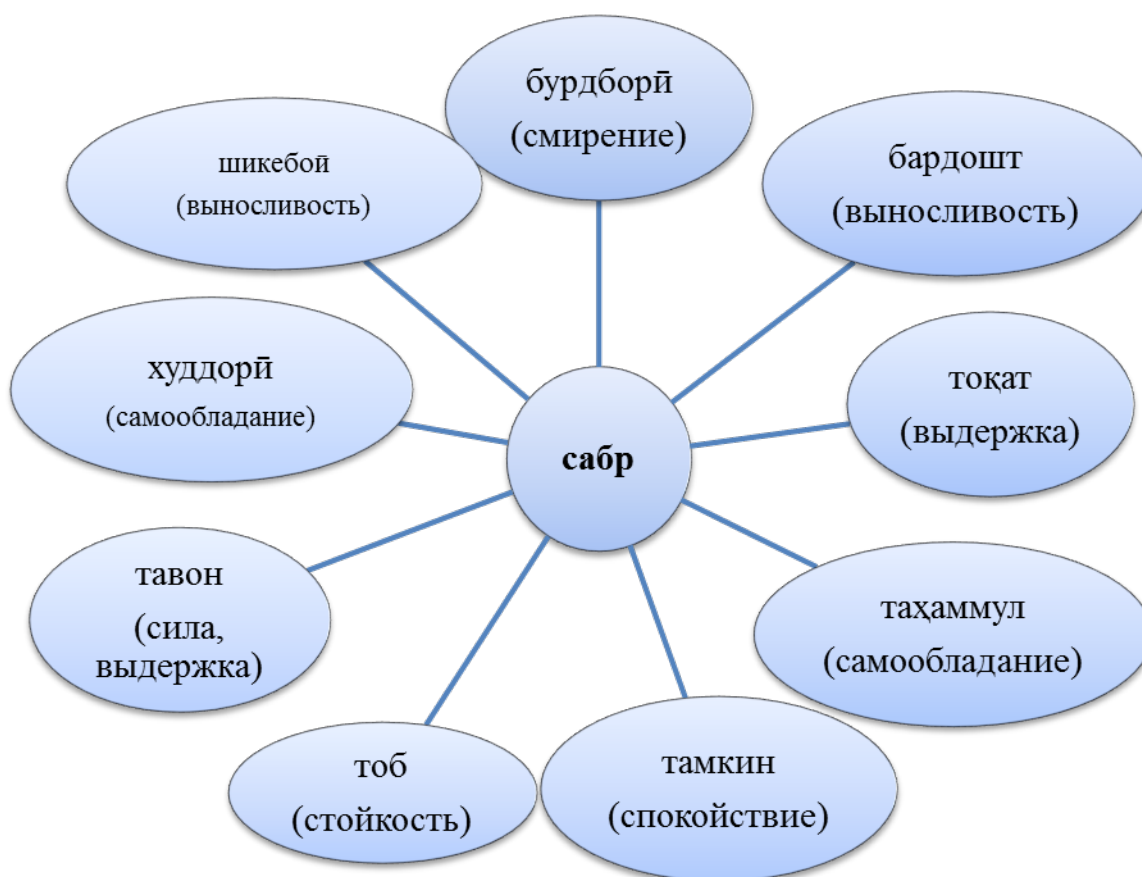 бурдборӣ
(смирение)
бардошт
(выносливость)
тоқат
(выдержка)
таҳаммул
(самообладание)
тамкин
(спокойствие)
тоб
(стойкость)
тавон
(сила,
выдержка)
худдорӣ
(самообладание)
шикебоӣ
(выносливость)
сабр